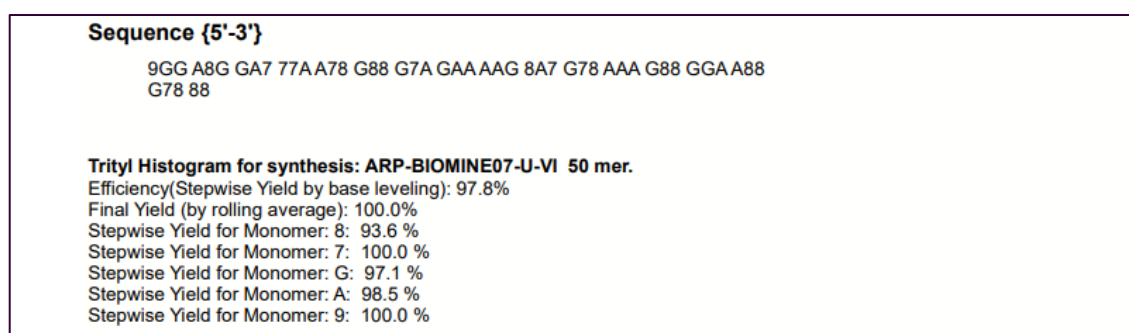 Sequence {5'-3'}
9GG A8G GA7 77A A78 G88 G7A GAA AAG 8A7 G78 AAA G88 GGA A88
G78 88
Trityl Histogram for synthesis: ARP-BIOMINE07-U-VI 50 mer.
Efficiency(Stepwise Yield by base leveling): 97.8%
Final Yield (by rolling average): 100.0%
Stepwise Yield for Monomer: 8: 93.6 %
Stepwise Yield for Monomer: 7: 100.0 %
Stepwise Yield for Monomer: G: 97.1 %
Stepwise Yield for Monomer: A: 98.5 %
Stepwise Yield for Monomer: 9: 100.0 %